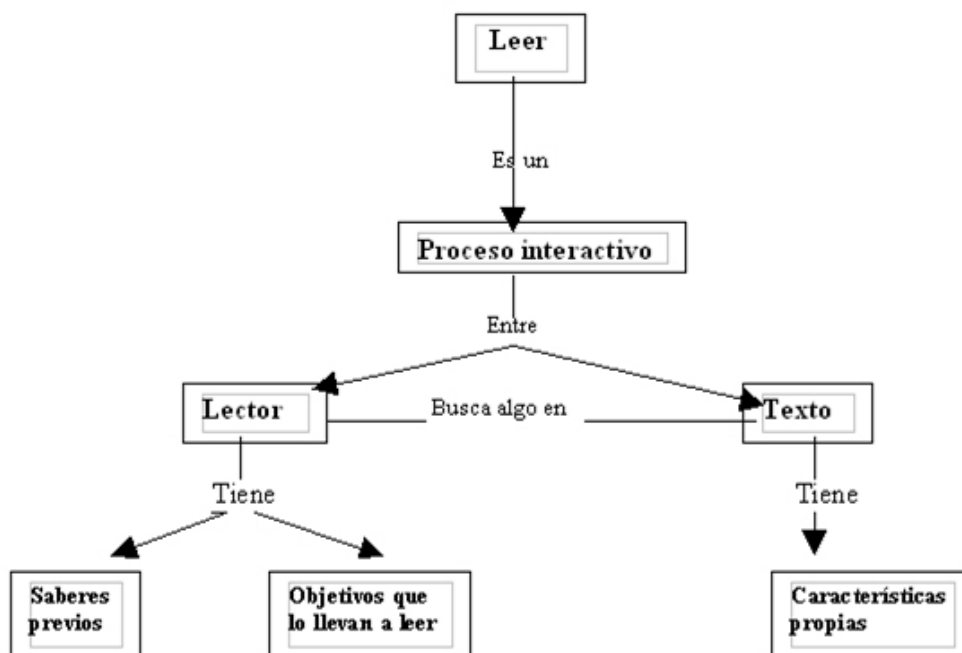 Leer
Es un
Proceso interactivo
Entre
Lector
Busca algo en
Texto
Tiene
Tiene
Saberes
previos
Objetivos que
lo llevan a leer
Características
propias